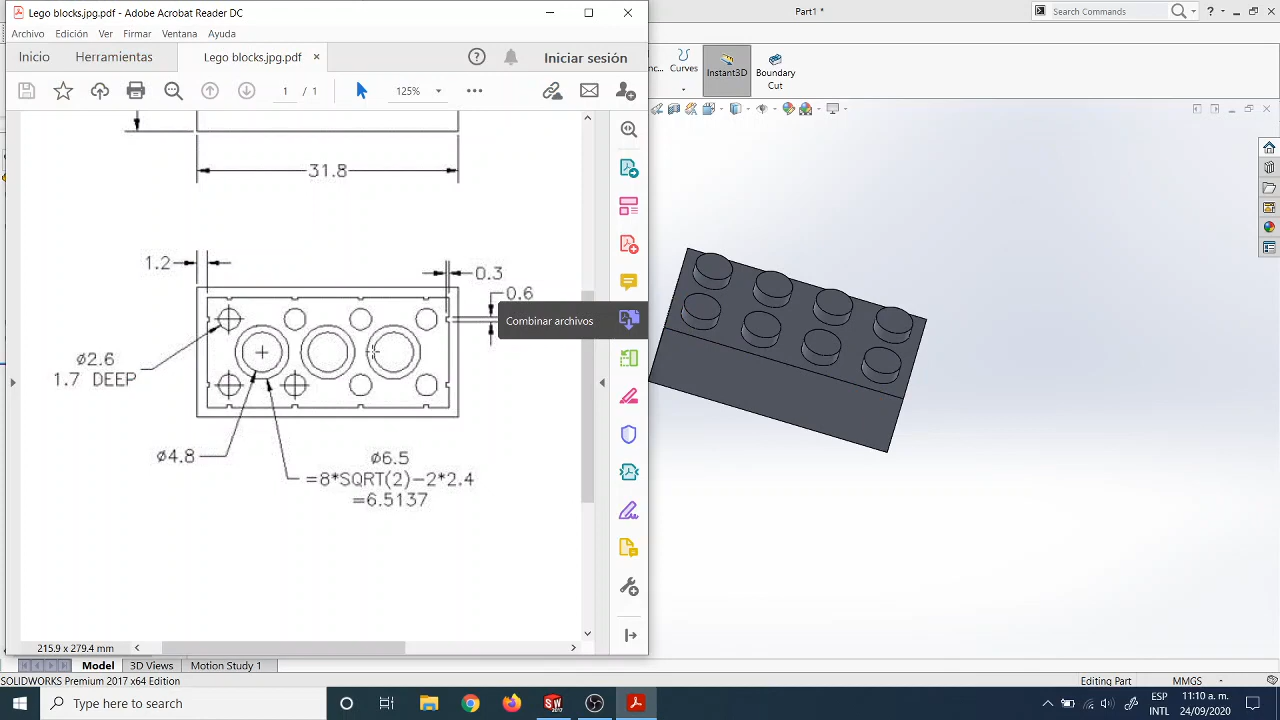 Lego blocks.jpg.pdf - Adobe Acrobat Reader DC
Part1 *
Search Commands
Archivo Edición Ver Firmar Ventana Ayuda
Inicio Herramientas Lego blocks.jpg.pdf × Iniciar sesión
Curves
Instant3D
Boundary Cut
1 / 1
125%
31.8
1.2
0.3
0.6
Combinar archivos
ø2.6
1.7 DEEP
ø4.8
ø6.5
=8*SQRT(2)-2*2.4
=6.5137
215.9 x 279.4 mm
Model 3D Views Motion Study 1
SOLIDWORKS Premium 2017 x64 Edition
Editing Part
MMGS
Type here to search
ESP
INTL
11:10 a. m.
24/09/2020